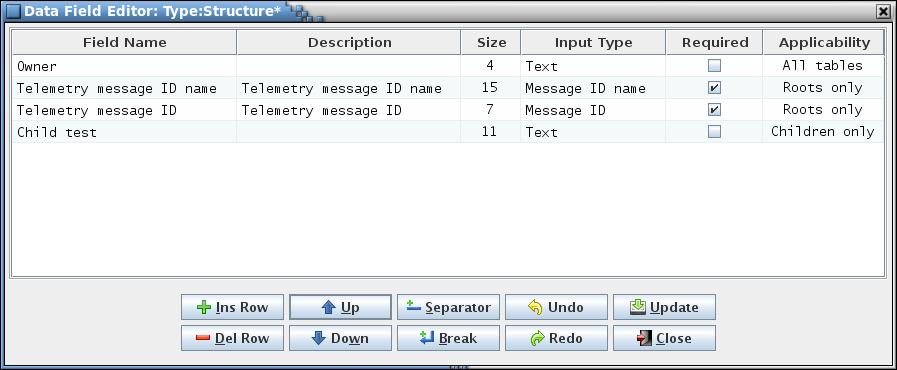 Data Field Editor: Type:Structure*
Field Name Description Size Input Type Required Applicability
Owner 4 Text All tables
Telemetry message ID name Telemetry message ID name 15 Message ID name Roots only
Telemetry message ID Telemetry message ID 7 Message ID Roots only
Child test 11 Text Children only
Ins Row Up Separator Undo Update
Del Row Down Break Redo Close